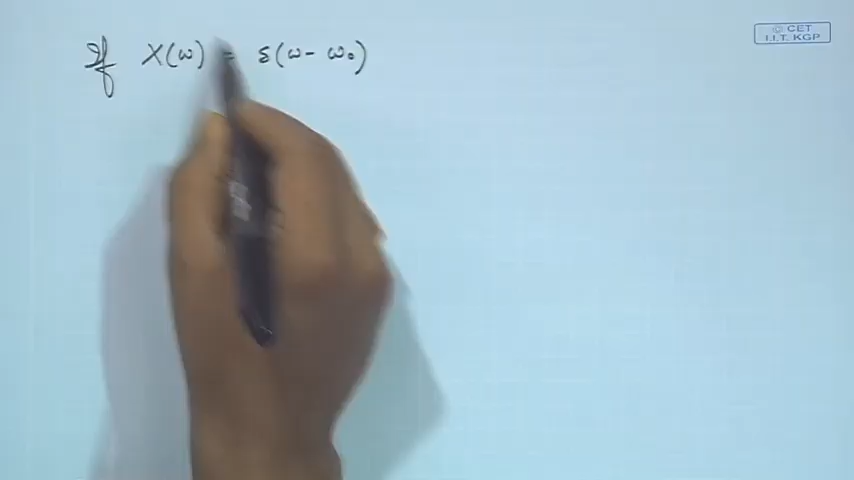 If X(ω) = δ(ω - ω₀)
© CET
I.I.T. KGP